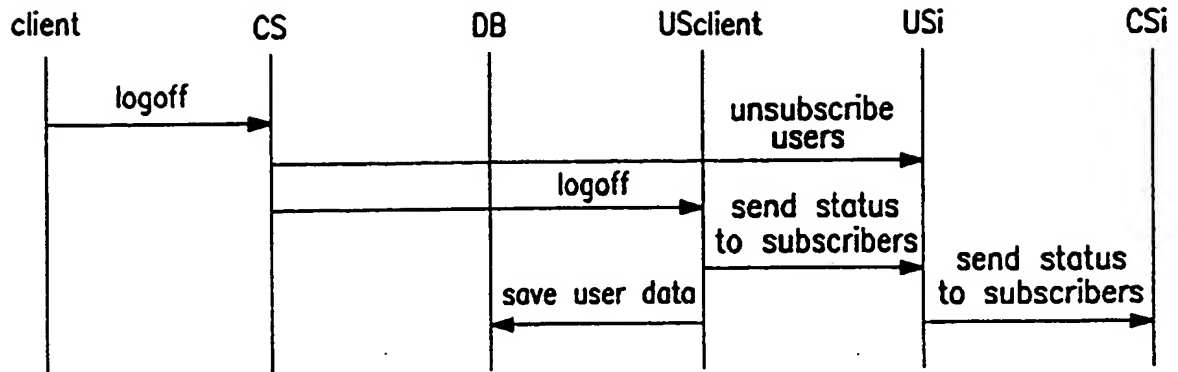 client CS DB USclient USi CSi
logoff
unsubscribe
users
logoff
send status
to subscribers
send status
to subscribers
save user data